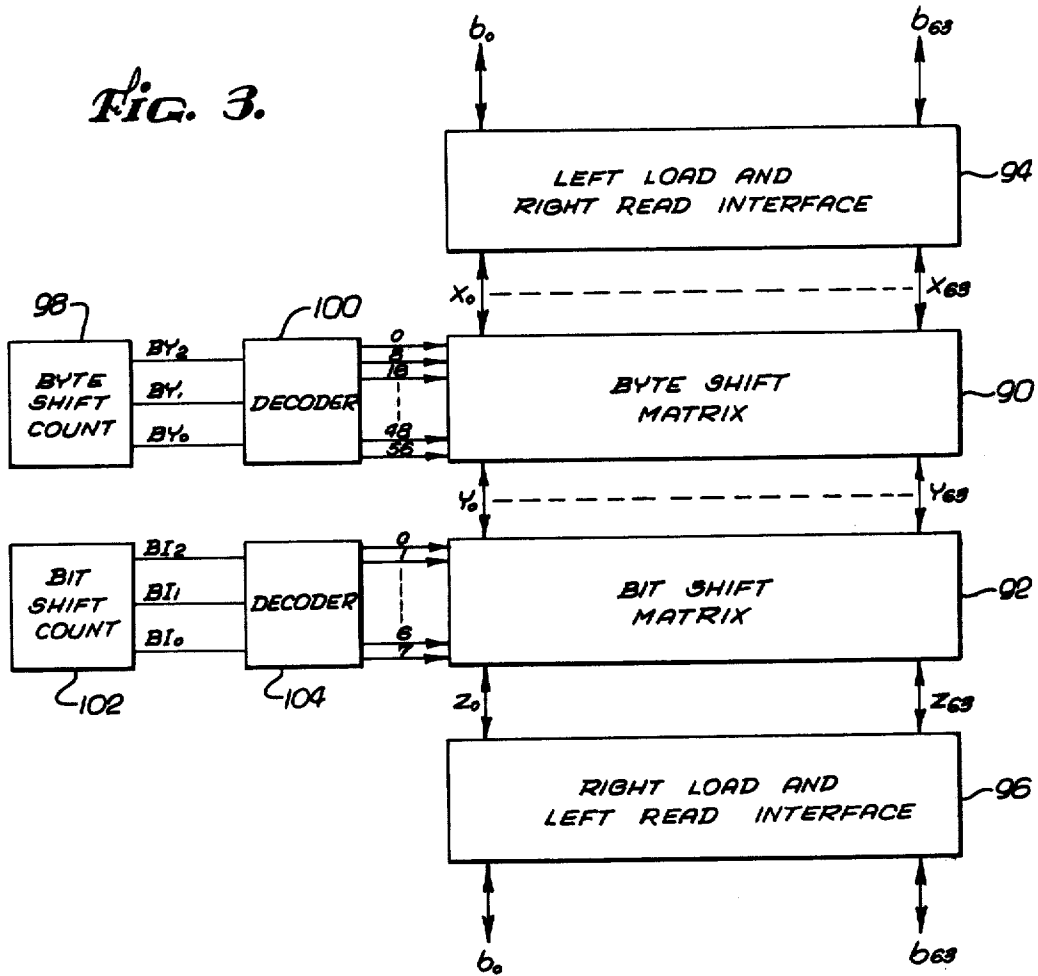 Fig. 3.
b0 b63
LEFT LOAD AND
RIGHT READ INTERFACE
94
X0 X63
98
BYTE
SHIFT
COUNT
BY2
BY1
BY0
100
DECODER
0
8
16
48
56
BYTE SHIFT
MATRIX
90
Y0 Y63
BIT
SHIFT
COUNT
102
BI2
BI1
BI0
DECODER
104
0
1
6
7
BIT SHIFT
MATRIX
92
Z0 Z63
RIGHT LOAD AND
LEFT READ INTERFACE
96
b0 b63